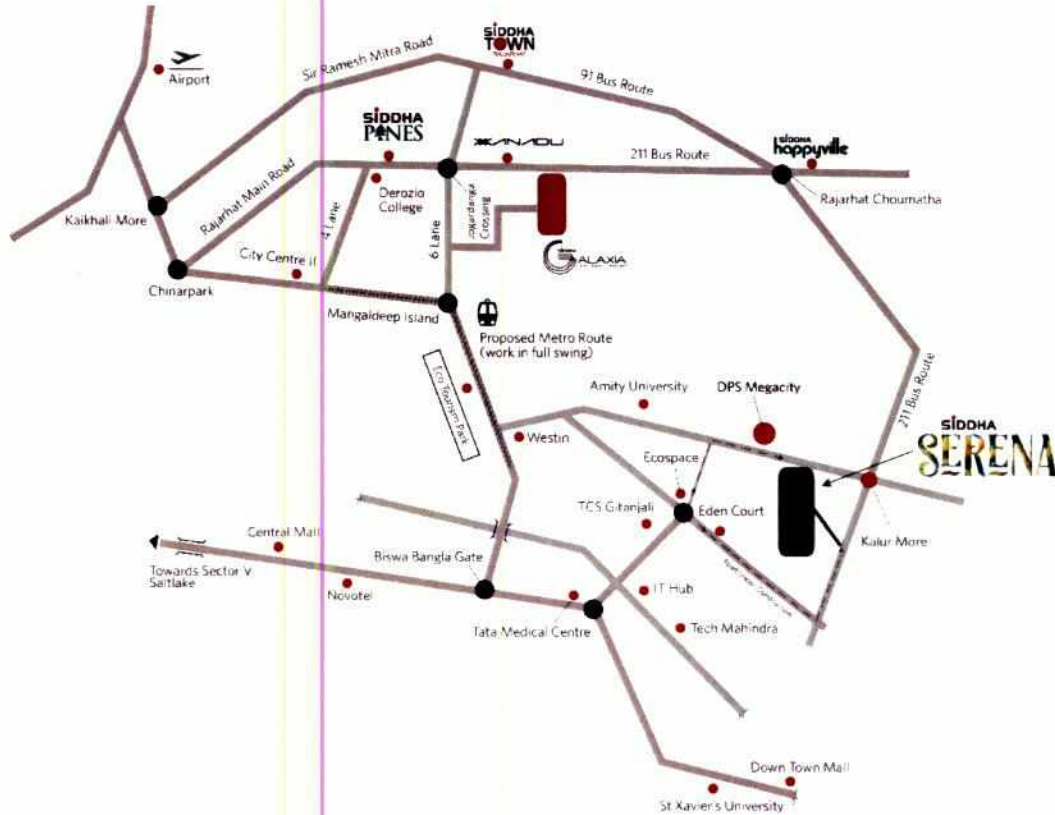 Airport
Sir Ramesh Mitra Road
SIDDHA
TOWN
91 Bus Route
SIDDHA
PINES
XANADU
211 Bus Route
SIDDHA
happyville
Rajarhat Main Road
Derozio
College
Crossing
Rajarhat Choumatha
Kaikhali More
4 Lane
6 Lane
City Centre II
GALAXIA
Chinarpark
Mangaldeep Island
Proposed Metro Route
(work in full swing)
Eco Tourism Park
Amity University
DPS Megacity
211 Bus Route
SIDDHA
SERENA
Westin
Ecospace
TCS Gitanjali
Eden Court
Kalur More
Central Mall
Biswa Bangla Gate
Towards Sector V
Saltlake
Novotel
IT Hub
Tata Medical Centre
Tech Mahindra
Down Town Mall
St Xavier's University